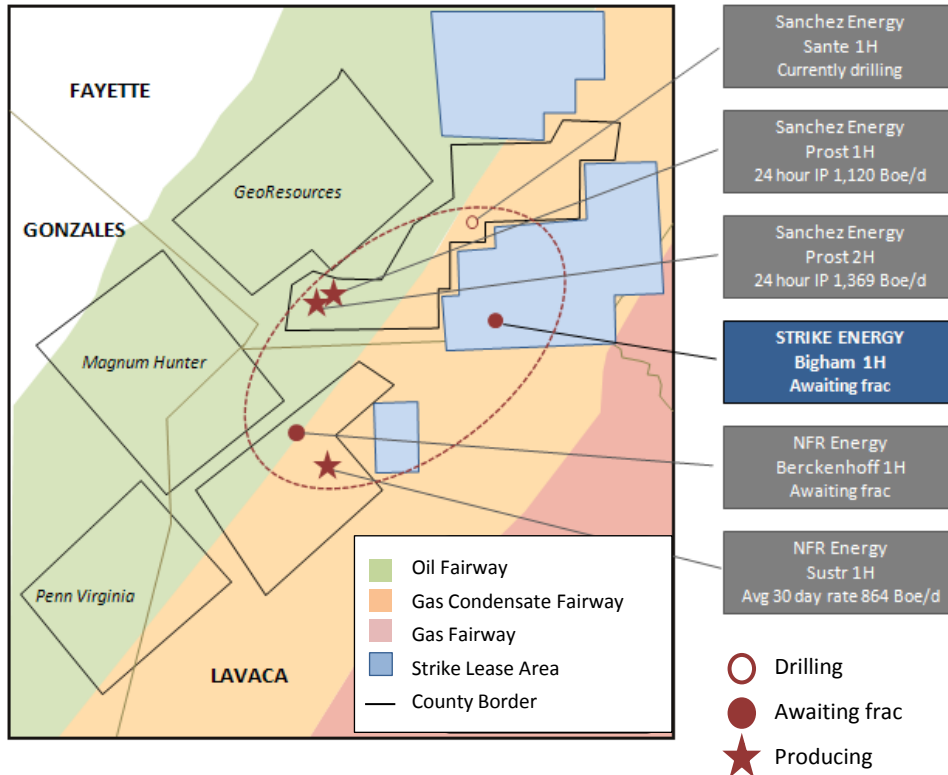 FAYETTE
GONZALES
GeoResources
Magnum Hunter
Penn Virginia
LAVACA
Oil Fairway
Gas Condensate Fairway
Gas Fairway
Strike Lease Area
County Border
Sanchez Energy
Sante 1H
Currently drilling
Sanchez Energy
Prost 1H
24 hour IP 1,120 Boe/d
Sanchez Energy
Prost 2H
24 hour IP 1,369 Boe/d
STRIKE ENERGY
Bigham 1H
Awaiting frac
NFR Energy
Berckenhoff 1H
Awaiting frac
NFR Energy
Sustr 1H
Avg 30 day rate 864 Boe/d
Drilling
Awaiting frac
Producing